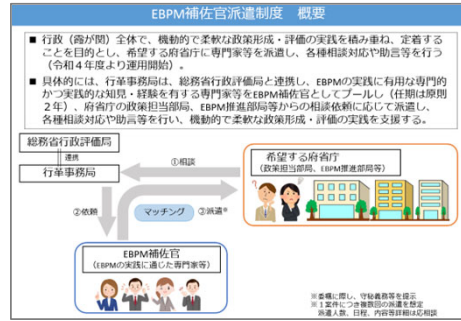 EBPM補佐官派遣制度　概要
■ 行政（霞が関）全体で、機動的で柔軟な政策形成・評価の実践を積み重ね、定着する
ことを目的とし、希望する府省庁に専門家等を派遣し、各種相談対応や助言等を行う
（令和４年度より運用開始）。
■ 具体的には、行革事務局は、総務省行政評価局と連携し、EBPMの実践に有用な専門的
かつ実践的な知見・経験を有する専門家等をEBPM補佐官としてプールし（任期は原則
２年）、府省庁の政策担当部局、EBPM推進部局等からの相談依頼に応じて派遣し、
各種相談対応や助言等を行い、機動的で柔軟な政策形成・評価の実践を支援する。
総務省行政評価局
連携
行革事務局
①相談
希望する府省庁
（政策担当部局、EBPM推進部局等）
②依頼
マッチング
③派遣※
EBPM補佐官
（EBPMの実践に通じた専門家等）
※委嘱に際し、守秘義務等を提示
※１案件につき複数回の派遣を想定
派遣人数、日程、内容等詳細は応相談